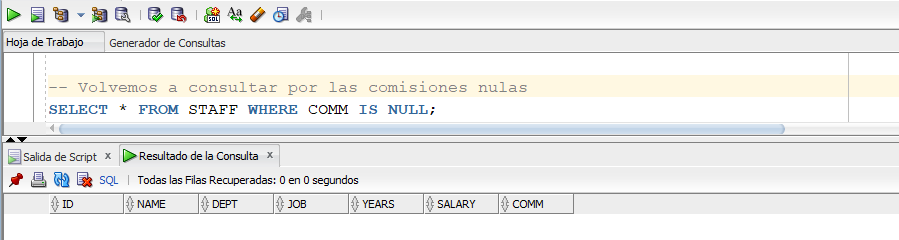 SQL
Aa
Hoja de Trabajo Generador de Consultas
-- Volvemos a consultar por las comisiones nulas
SELECT * FROM STAFF WHERE COMM IS NULL;
Salida de Script x Resultado de la Consulta x
SQL | Todas las Filas Recuperadas: 0 en 0 segundos
ID NAME DEPT JOB YEARS SALARY COMM